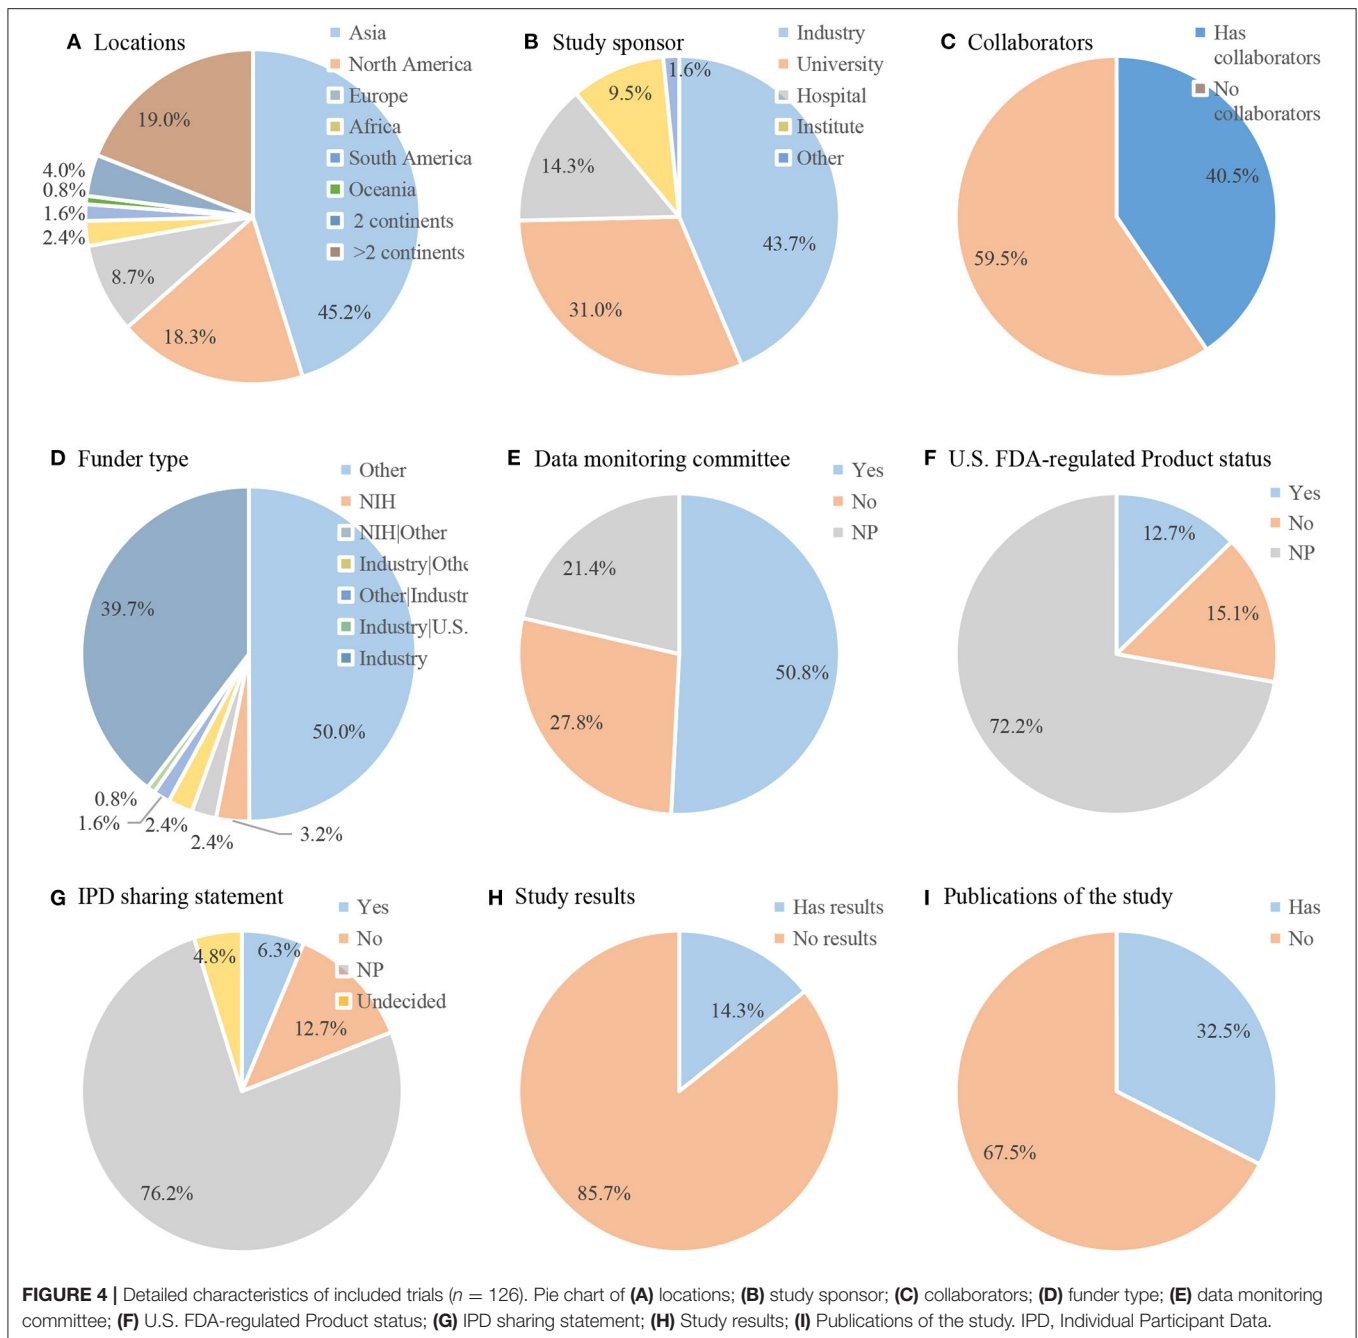 A Locations
Asia
North America
Europe
Africa
South America
Oceania
2 continents
>2 continents
19.0%
4.0%
0.8%
1.6%
2.4%
8.7%
18.3%
45.2%
B Study sponsor
Industry
University
Hospital
Institute
Other
1.6%
9.5%
14.3%
31.0%
43.7%
C Collaborators
Has
collaborators
No
collaborators
40.5%
59.5%
D Funder type
Other
NIH
NIH|Other
Industry|Othe
Other|Industr
Industry|U.S.
Industry
39.7%
50.0%
0.8%
1.6%
2.4%
2.4%
3.2%
E Data monitoring committee
Yes
No
NP
21.4%
50.8%
27.8%
F U.S. FDA-regulated Product status
Yes
No
NP
12.7%
15.1%
72.2%
G IPD sharing statement
Yes
No
NP
Undecided
4.8%
6.3%
12.7%
76.2%
H Study results
Has results
No results
14.3%
85.7%
I Publications of the study
Has
No
32.5%
67.5%
FIGURE 4 | Detailed characteristics of included trials (n = 126). Pie chart of (A) locations; (B) study sponsor; (C) collaborators; (D) funder type; (E) data monitoring
committee; (F) U.S. FDA-regulated Product status; (G) IPD sharing statement; (H) Study results; (I) Publications of the study. IPD, Individual Participant Data.